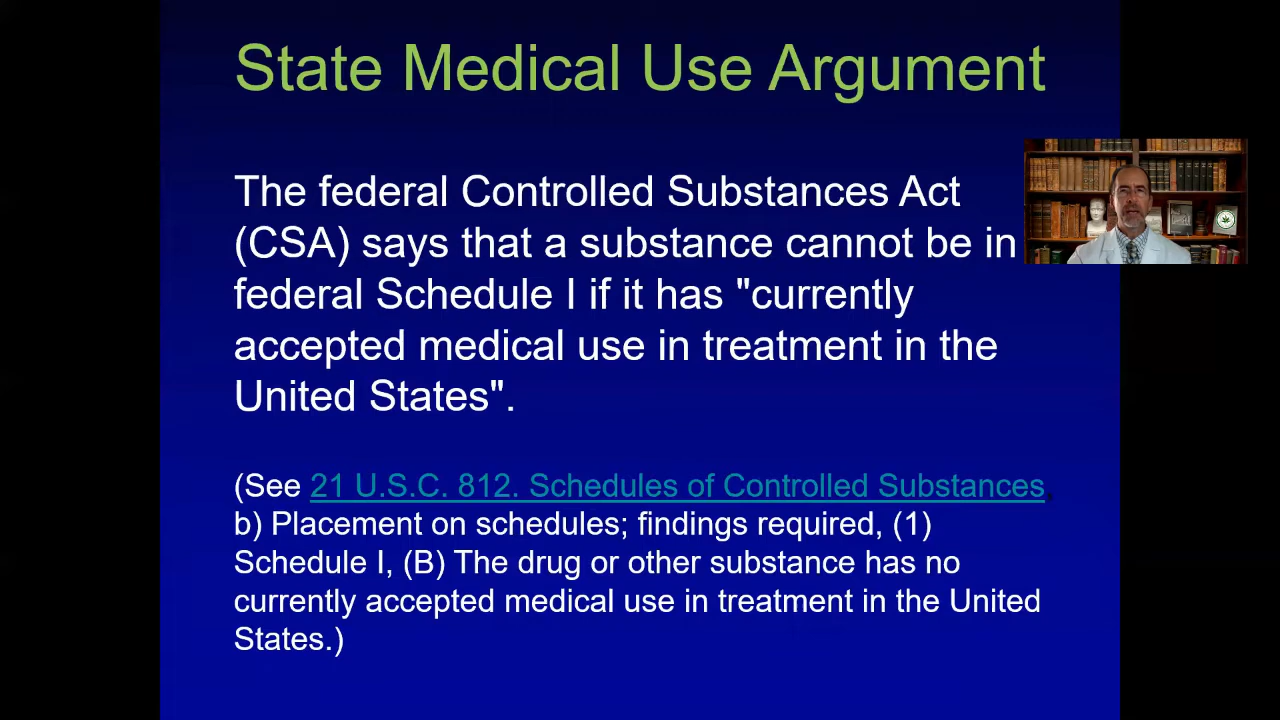 State Medical Use Argument
The federal Controlled Substances Act
(CSA) says that a substance cannot be in
federal Schedule I if it has "currently
accepted medical use in treatment in the
United States".
(See 21 U.S.C. 812. Schedules of Controlled Substances,
b) Placement on schedules; findings required, (1)
Schedule I, (B) The drug or other substance has no
currently accepted medical use in treatment in the United
States.)